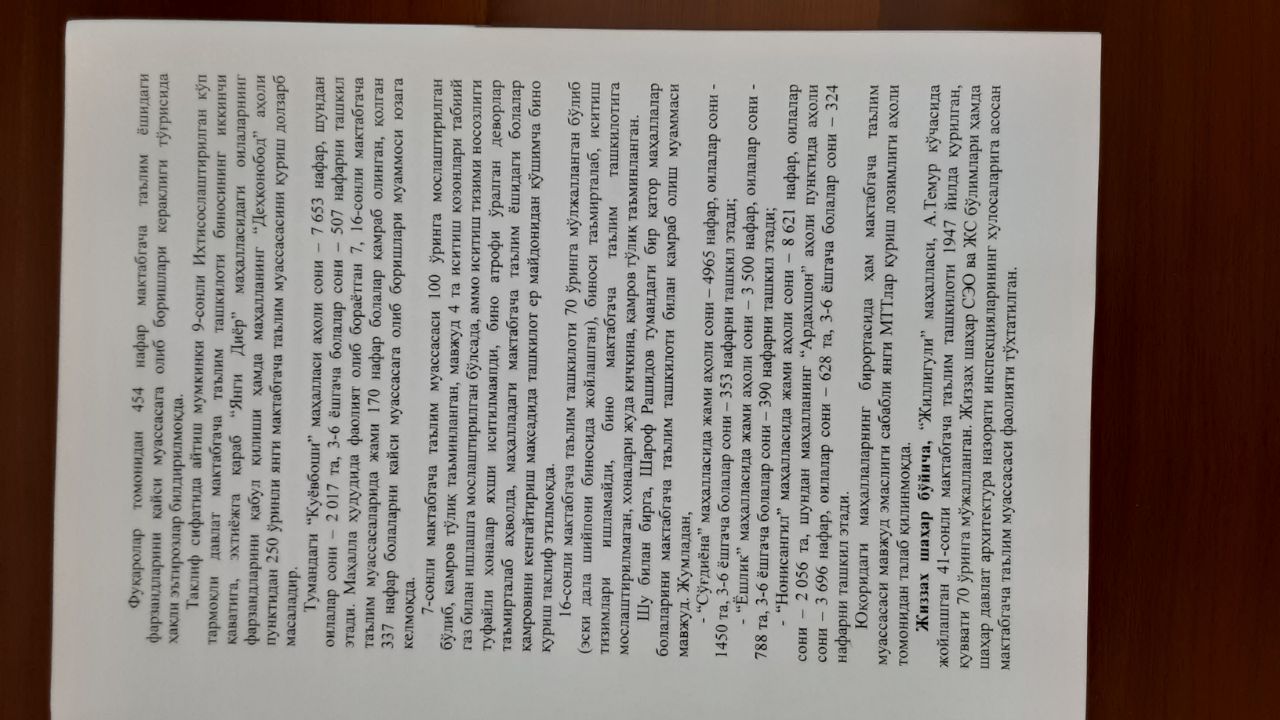 Фуқаролар томонидан 454 нафар мактабгача таълим ёшидаги
фарзандларини қайси муассасага олиб боришлари кераклиги тўғрисида
ҳақли эътирозлар билдирилмоқда.
Таклиф сифатида айтиш мумкинки 9-сонли Ихтисослаштирилган кўп
тармоқли давлат мактабгача таълим ташкилоти биносининг иккинчи
қаватига, эҳтиёжга қараб “Янги Диёр” маҳалласидаги оилаларнинг
фарзандларини қабул қилиши ҳамда маҳалланинг “Деҳқонобод” аҳоли
пунктидан 250 ўринли янги мактабгача таълим муассасасини қуриш долзарб
масаладир.
Тумандаги “Куёвбоши” маҳалласи аҳоли сони – 7 653 нафар, шундан
оилалар сони – 2 017 та, 3-6 ёшгача болалар сони – 507 нафарни ташкил
этади. Маҳалла ҳудудида фаолият олиб бораётган 7, 16-сонли мактабгача
таълим муассасаларида жами 170 нафар болалар қамраб олинган, қолган
337 нафар болаларни қайси муассасага олиб боришлари муаммоси юзага
келмоқда.
7-сонли мактабгача таълим муассасаси 100 ўринга мослаштирилган
бўлиб, қамров тўлиқ таъминланган, мавжуд 4 та иситиш қозонлари табиий
газ билан ишлашга мослаштирилган бўлсада, аммо иситиш тизими носозлиги
туфайли хоналар яхши иситилмаяпди, бино атрофи ўралган деворлар
таъмирталаб аҳволда, маҳалладаги мактабгача таълим ёшидаги болалар
қамровини кенгайтириш мақсадида ташкилот ер майдонидан қўшимча бино
қуриш таклиф этилмоқда.
16-сонли мактабгача таълим ташкилоти 70 ўринга мўлжалланган бўлиб
(эски дала шийпони биносида жойлашган), биноси таъмирталаб, иситиш
тизимлари ишламайди, бино мактабгача таълим ташкилотига
мослаштирилмаган, хоналари жуда кичкина, қамров тўлиқ таъминланган.
Шу билан бирга, Шароф Рашидов тумандаги бир қатор маҳаллалар
болаларини мактабгача таълим ташкилоти билан қамраб олиш муаммаси
мавжуд. Жумладан,
- “Сўғдиёна” маҳалласида жами аҳоли сони – 4965 нафар, оилалар сони -
1450 та, 3-6 ёшгача болалар сони – 353 нафарни ташкил этади;
- “Ёшлик” маҳалласида жами аҳоли сони – 3 500 нафар, оилалар сони -
788 та, 3-6 ёшгача болалар сони – 390 нафарни ташкил этади;
- “Нонисангил” маҳалласида жами аҳоли сони – 8 621 нафар, оилалар
сони – 2 056 та, шундан маҳалланинг “Ардахшон” аҳоли пунктида аҳоли
сони – 3 696 нафар, оилалар сони – 628 та, 3-6 ёшгача болалар сони – 324
нафарни ташкил этади.
Юқоридаги маҳаллаларнинг бирортасида ҳам мактабгача таълим
муассасаси мавжуд эмаслиги сабабли янги МТТлар қуриш лозимлиги аҳоли
томонидан талаб қилинмоқда.
Жиззах шаҳар бўйича, “Жиллигули” маҳалласи, А.Темур кўчасида
жойлашган 41-сонли мактабгача таълим ташкилоти 1947 йилда қурилган,
қуввати 70 ўринга мўжалланган. Жиззах шаҳар СЭО ва ЖС бўлимлари ҳамда
шаҳар давлат архитектура назорати инспекцияларининг хулосаларига асосан
мактабгача таълим муассасаси фаолияти тўхтатилган.